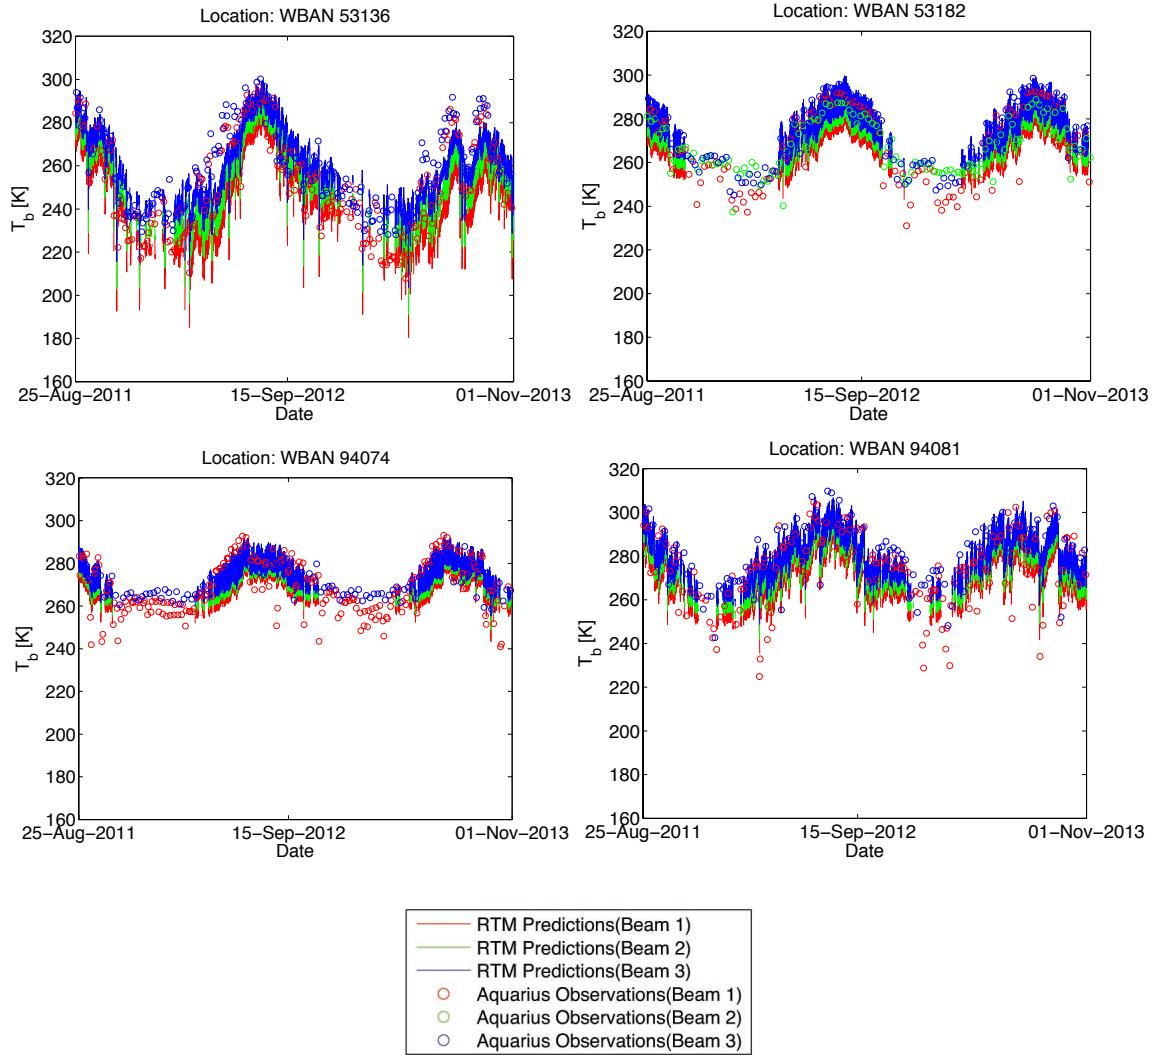 Location: WBAN 53136
320
300
280
260
240
220
200
180
160
T_b [K]
25-Aug-2011
15-Sep-2012
01-Nov-2013
Date
Location: WBAN 53182
320
300
280
260
240
220
200
180
160
T_b [K]
25-Aug-2011
15-Sep-2012
01-Nov-2013
Date
Location: WBAN 94074
320
300
280
260
240
220
200
180
160
T_b [K]
25-Aug-2011
15-Sep-2012
01-Nov-2013
Date
Location: WBAN 94081
320
300
280
260
240
220
200
180
160
T_b [K]
25-Aug-2011
15-Sep-2012
01-Nov-2013
Date
RTM Predictions(Beam 1)
RTM Predictions(Beam 2)
RTM Predictions(Beam 3)
Aquarius Observations(Beam 1)
Aquarius Observations(Beam 2)
Aquarius Observations(Beam 3)